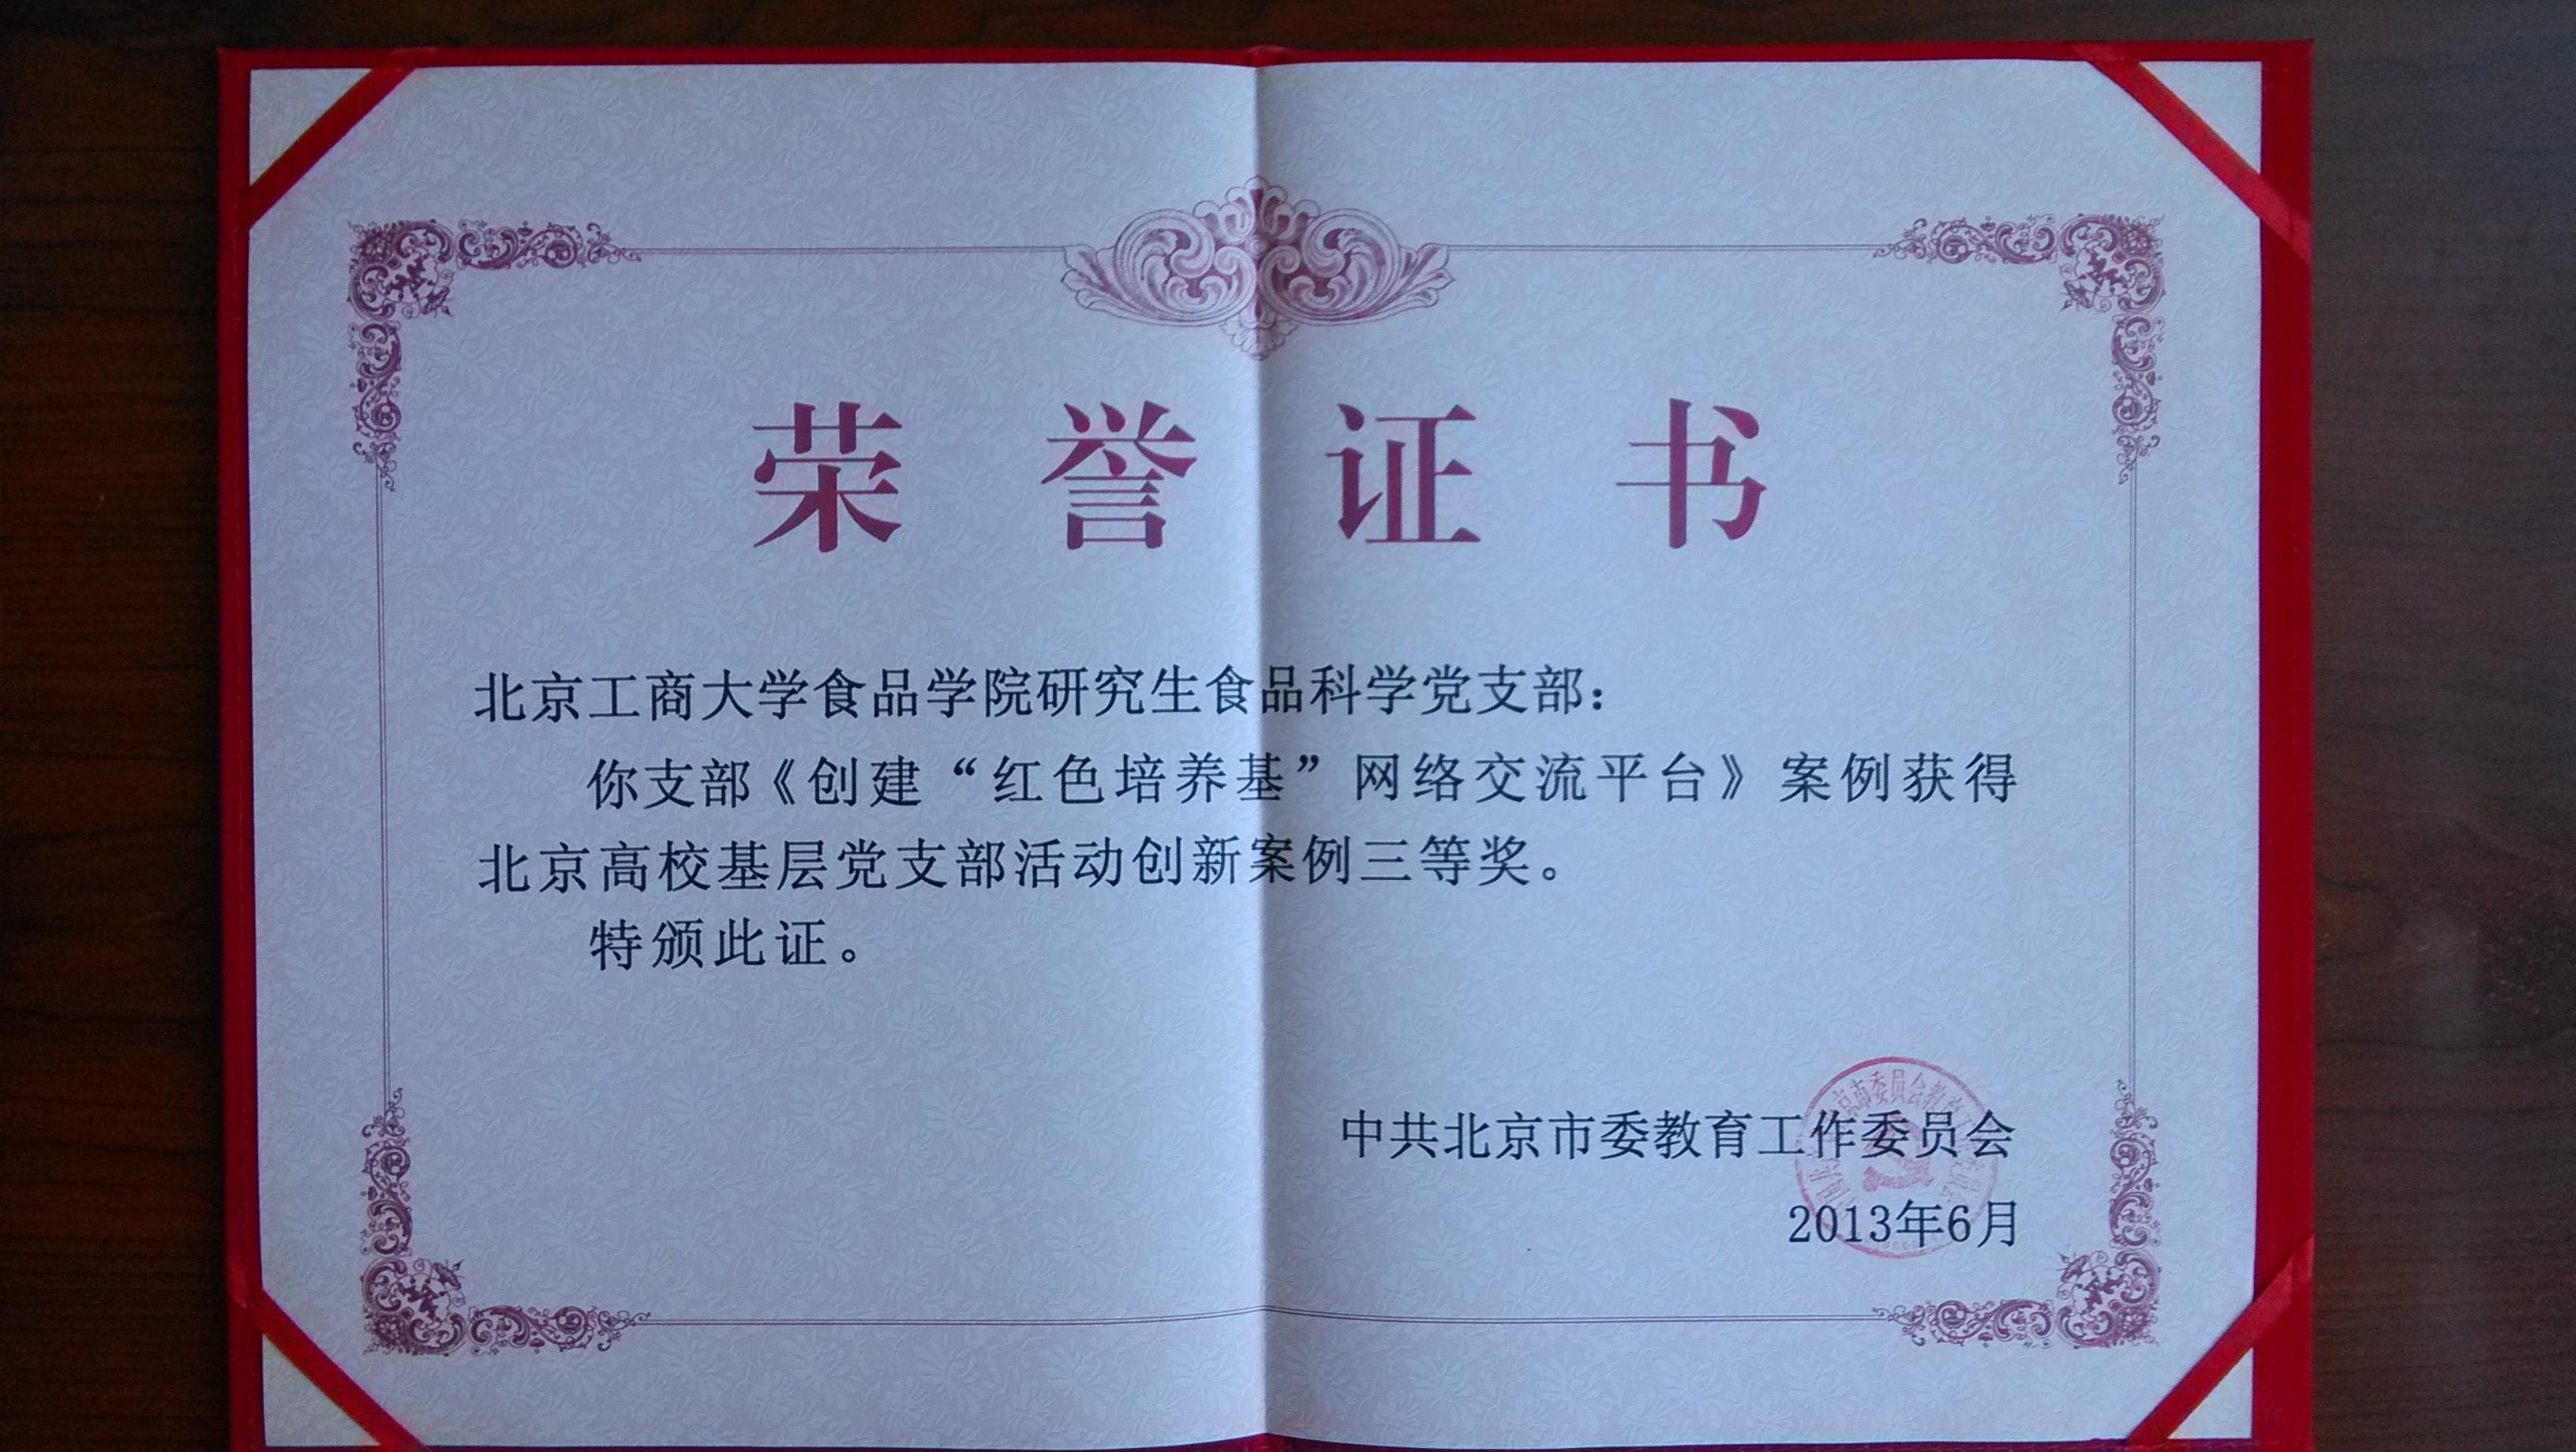 荣誉证书
北京工商大学食品学院研究生食品科学党支部：
你支部《创建“红色培养基”网络交流平台》案例获得
北京高校基层党支部活动创新案例三等奖。
特颁此证。
中共北京市委教育工作委员会
2013年6月